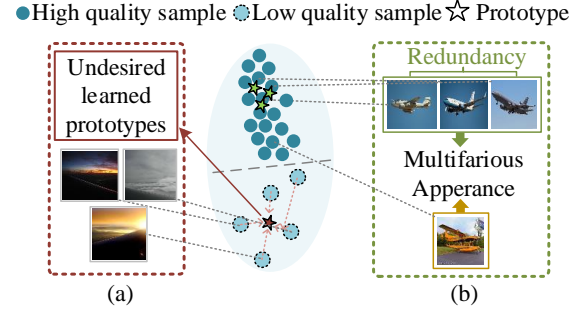 High quality sample Low quality sample Prototype
Undesired
learned
prototypes
Redundancy
Multifarious
Apperance
(a)
(b)